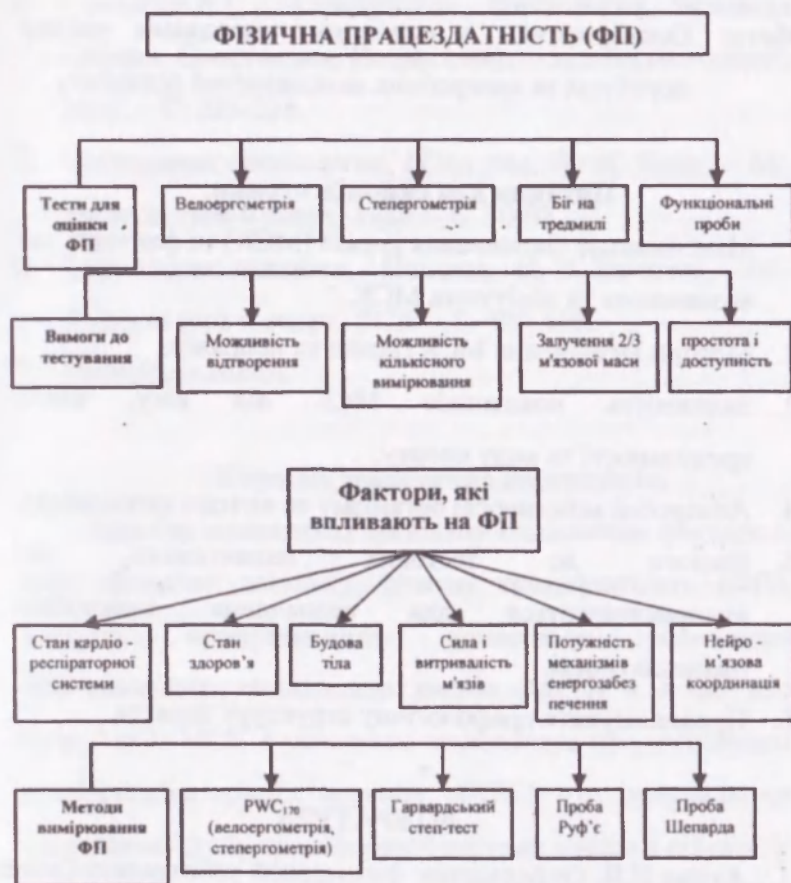 ФІЗИЧНА ПРАЦЕЗДАТНІСТЬ (ФП)
Тести для
оцінки
ФП
Велоергометрія
Степергометрія
Біг на
тредмилі
Функціональні
проби
Вимоги до
тестування
Можливість
відтворення
Можливість
кількісного
вимірювання
Залучення 2/3
м'язової маси
простота і
доступність
Фактори, які
впливають на ФП
Стан кардіо -
респіраторної
системи
Стан
здоров'я
Будова
тіла
Сила і
витривалість
м'язів
Потужність
механізмів
енергозабез
печення
Нейро -
м'язова
координація
Методи
вимірювання
ФП
PWC₁₇₀
(велоергометрія,
степергометрія)
Гарвардський
степ-тест
Проба
Руф'є
Проба
Шепарда